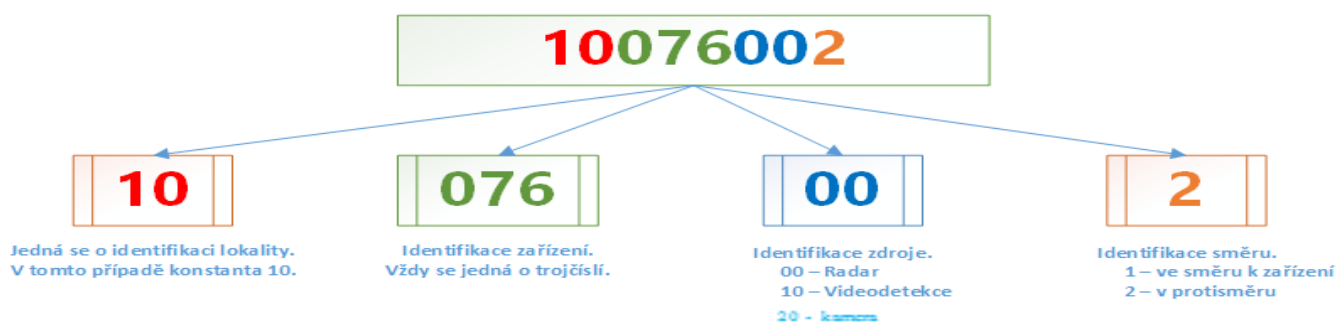 10076002
10
076
00
2
Jedná se o identifikaci lokality.
V tomto případě konstanta 10.
Identifikace zařízení.
Vždy se jedná o trojčíslí.
Identifikace zdroje.
00 – Radar
10 – Videodetekce
20 - kamera
Identifikace směru.
1 – ve směru k zařízení
2 – v protisměru